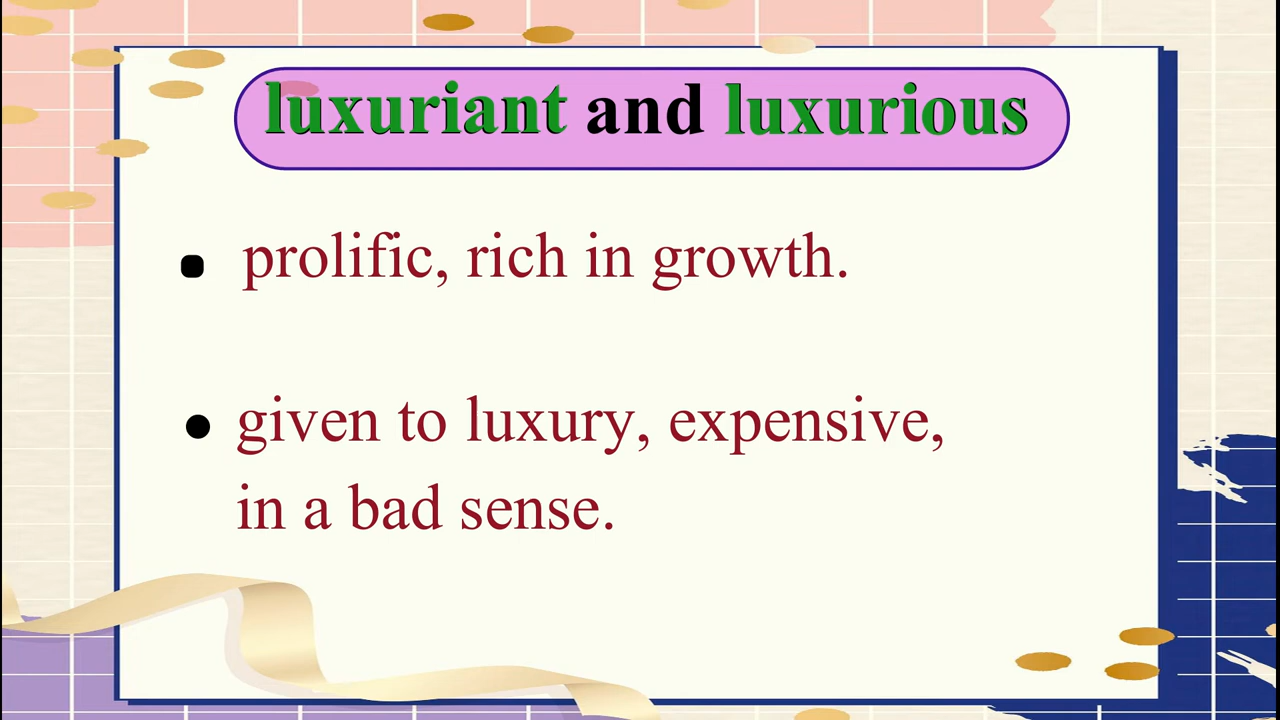 luxuriant and luxurious
prolific, rich in growth.
given to luxury, expensive,
in a bad sense.